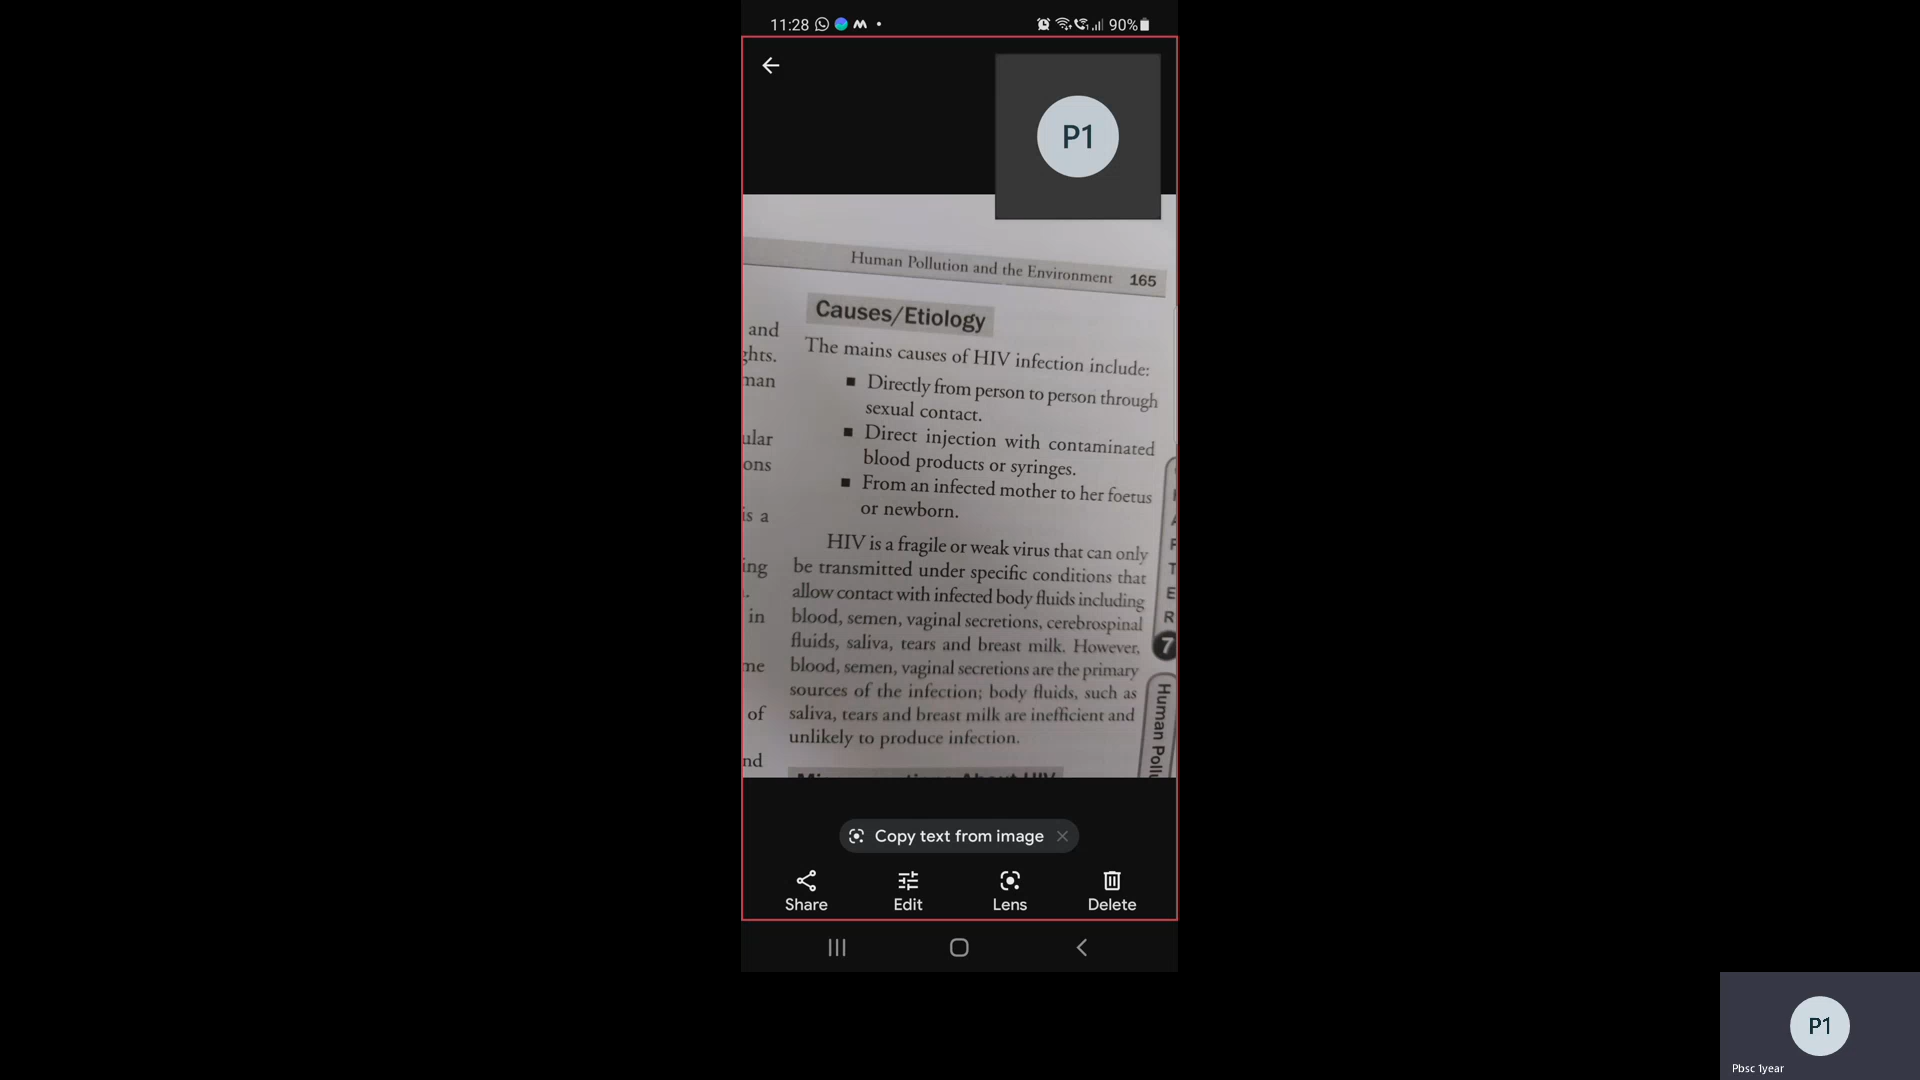 11:28
90%
P1
Human Pollution and the Environment 165
Causes/Etiology
The mains causes of HIV infection include:
■ Directly from person to person through
sexual contact.
■ Direct injection with contaminated
blood products or syringes.
■ From an infected mother to her foetus
or newborn.
HIV is a fragile or weak virus that can only
be transmitted under specific conditions that
allow contact with infected body fluids including
blood, semen, vaginal secretions, cerebrospinal
fluids, saliva, tears and breast milk. However,
blood, semen, vaginal secretions are the primary
sources of the infection; body fluids, such as
saliva, tears and breast milk are inefficient and
unlikely to produce infection.
About HIV
and
ghts.
man
ular
ons
is a
ing
in
me
of
nd
7
Human Pollu
Copy text from image
Share Edit Lens Delete
P1
Pbsc 1year